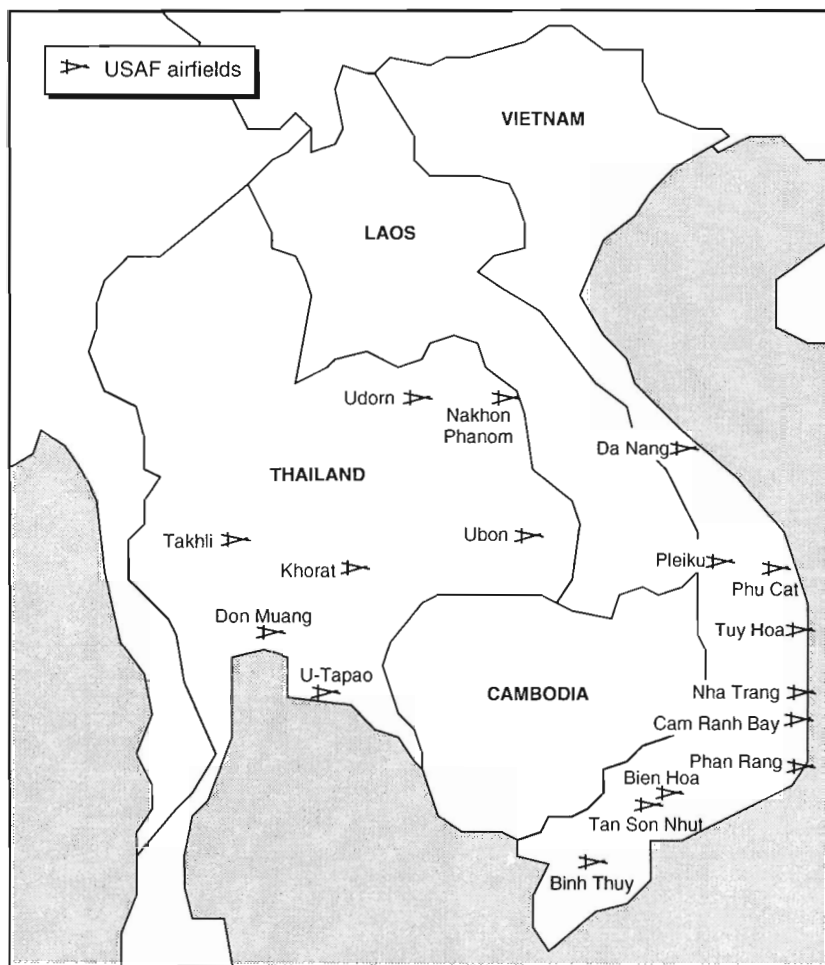 USAF airfields
VIETNAM
LAOS
Udorn
Nakhon
Phanom
Da Nang
THAILAND
Takhli
Ubon
Khorat
Pleiku
Phu Cat
Don Muang
Tuy Hoa
U-Tapao
CAMBODIA
Nha Trang
Cam Ranh Bay
Phan Rang
Bien Hoa
Tan Son Nhut
Binh Thuy